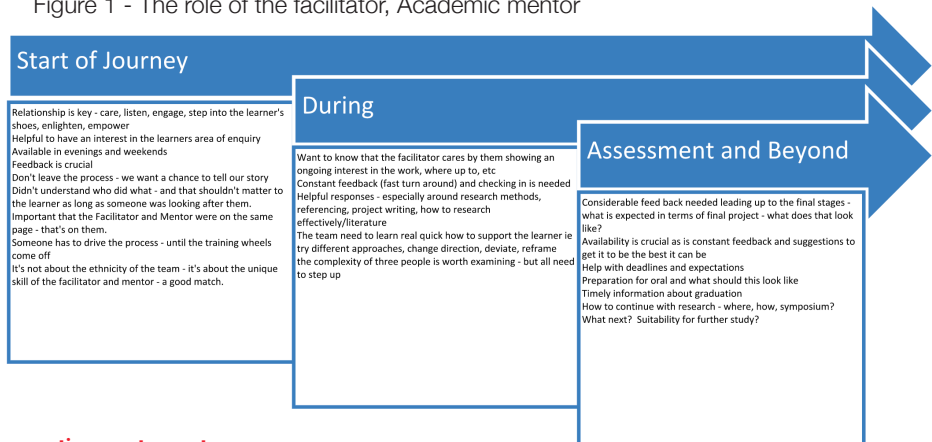 Figure 1 - The role of the facilitator, Academic mentor
Start of Journey
Relationship is key - care, listen, engage, step into the learner's
shoes, enlighten, empower
Helpful to have an interest in the learners area of enquiry
Available in evenings and weekends
Feedback is crucial
Don't leave the process - we want a chance to tell our story
Didn't understand who did what - and that shouldn't matter to
the learner as long as someone was looking after them.
Important that the Facilitator and Mentor were on the same
page - that's on them.
Someone has to drive the process - until the training wheels
come off
It's not about the ethnicity of the team - it's about the unique
skill of the facilitator and mentor - a good match.
During
Want to know that the facilitator cares by them showing an
ongoing interest in the work, where up to, etc
Constant feedback (fast turn around) and checking in is needed
Helpful responses - especially around research methods,
referencing, project writing, how to research
effectively/literature
The team need to learn real quick how to support the learner ie
try different approaches, change direction, deviate, reframe
the complexity of three people is worth examining - but all need
to step up
Assessment and Beyond
Considerable feed back needed leading up to the final stages -
what is expected in terms of final project - what does that look
like?
Availability is crucial as is constant feedback and suggestions to
get it to be the best it can be
Help with deadlines and expectations
Preparation for oral and what should this look like
Timely information about graduation
How to continue with research - where, how, symposium?
What next?  Suitability for further study?